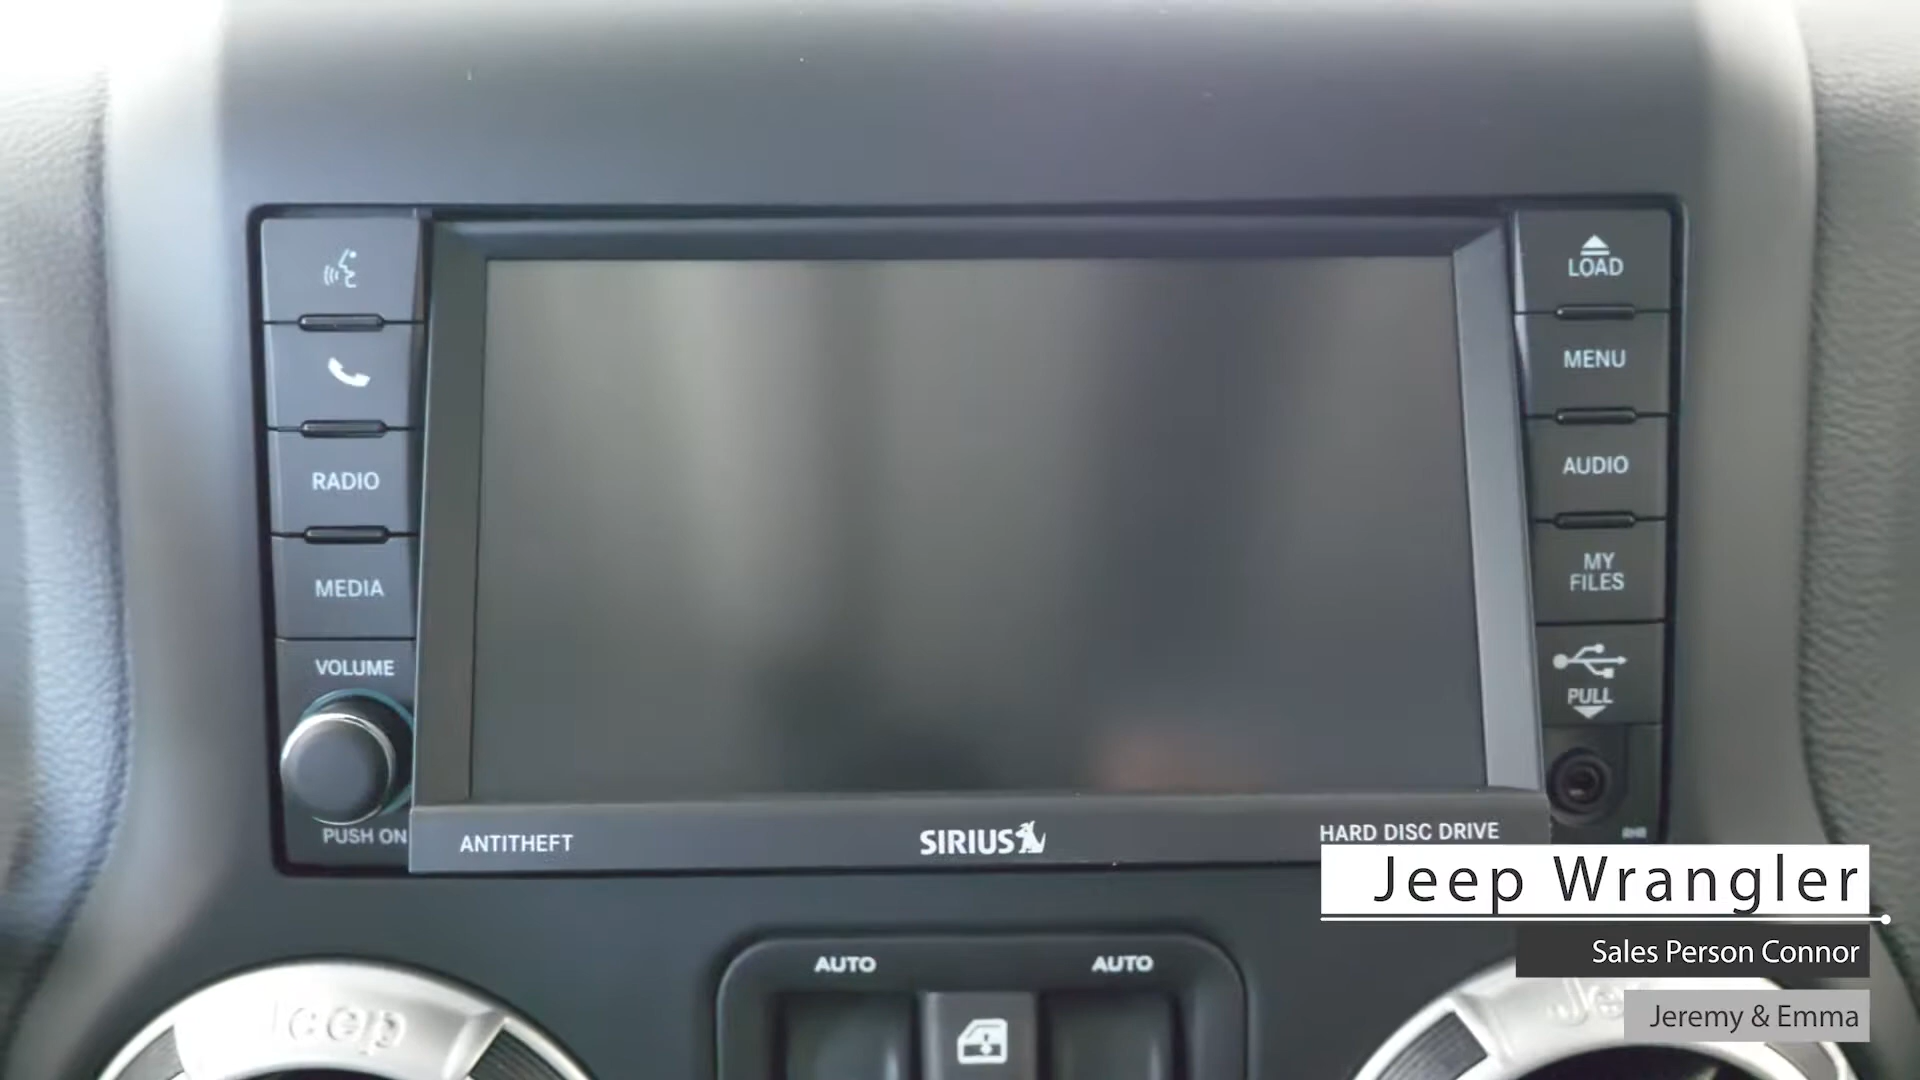 LOAD
MENU
RADIO
AUDIO
MEDIA
MY
FILES
VOLUME
PULL
PUSH ON
ANTITHEFT
SIRIUS
HARD DISC DRIVE
Jeep Wrangler
Sales Person Connor
Jeremy & Emma
AUTO
AUTO
Jeep